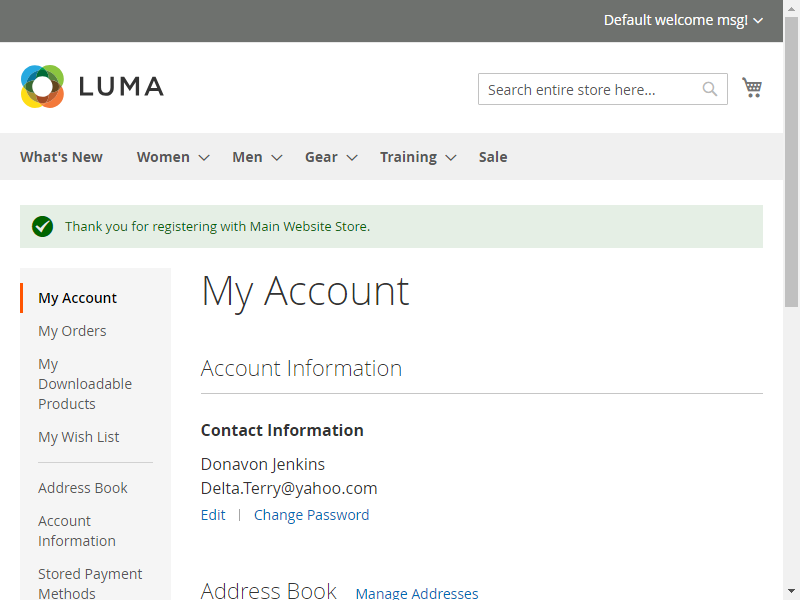 Default welcome msg!
LUMA
Search entire store here...
What's New Women Men Gear Training Sale
Thank you for registering with Main Website Store.
My Account
My Orders
My
Downloadable
Products
My Wish List
Address Book
Account
Information
Stored Payment
Methods
My Account
Account Information
Contact Information
Donavon Jenkins
Delta.Terry@yahoo.com
Edit | Change Password
Address Book Manage Addresses